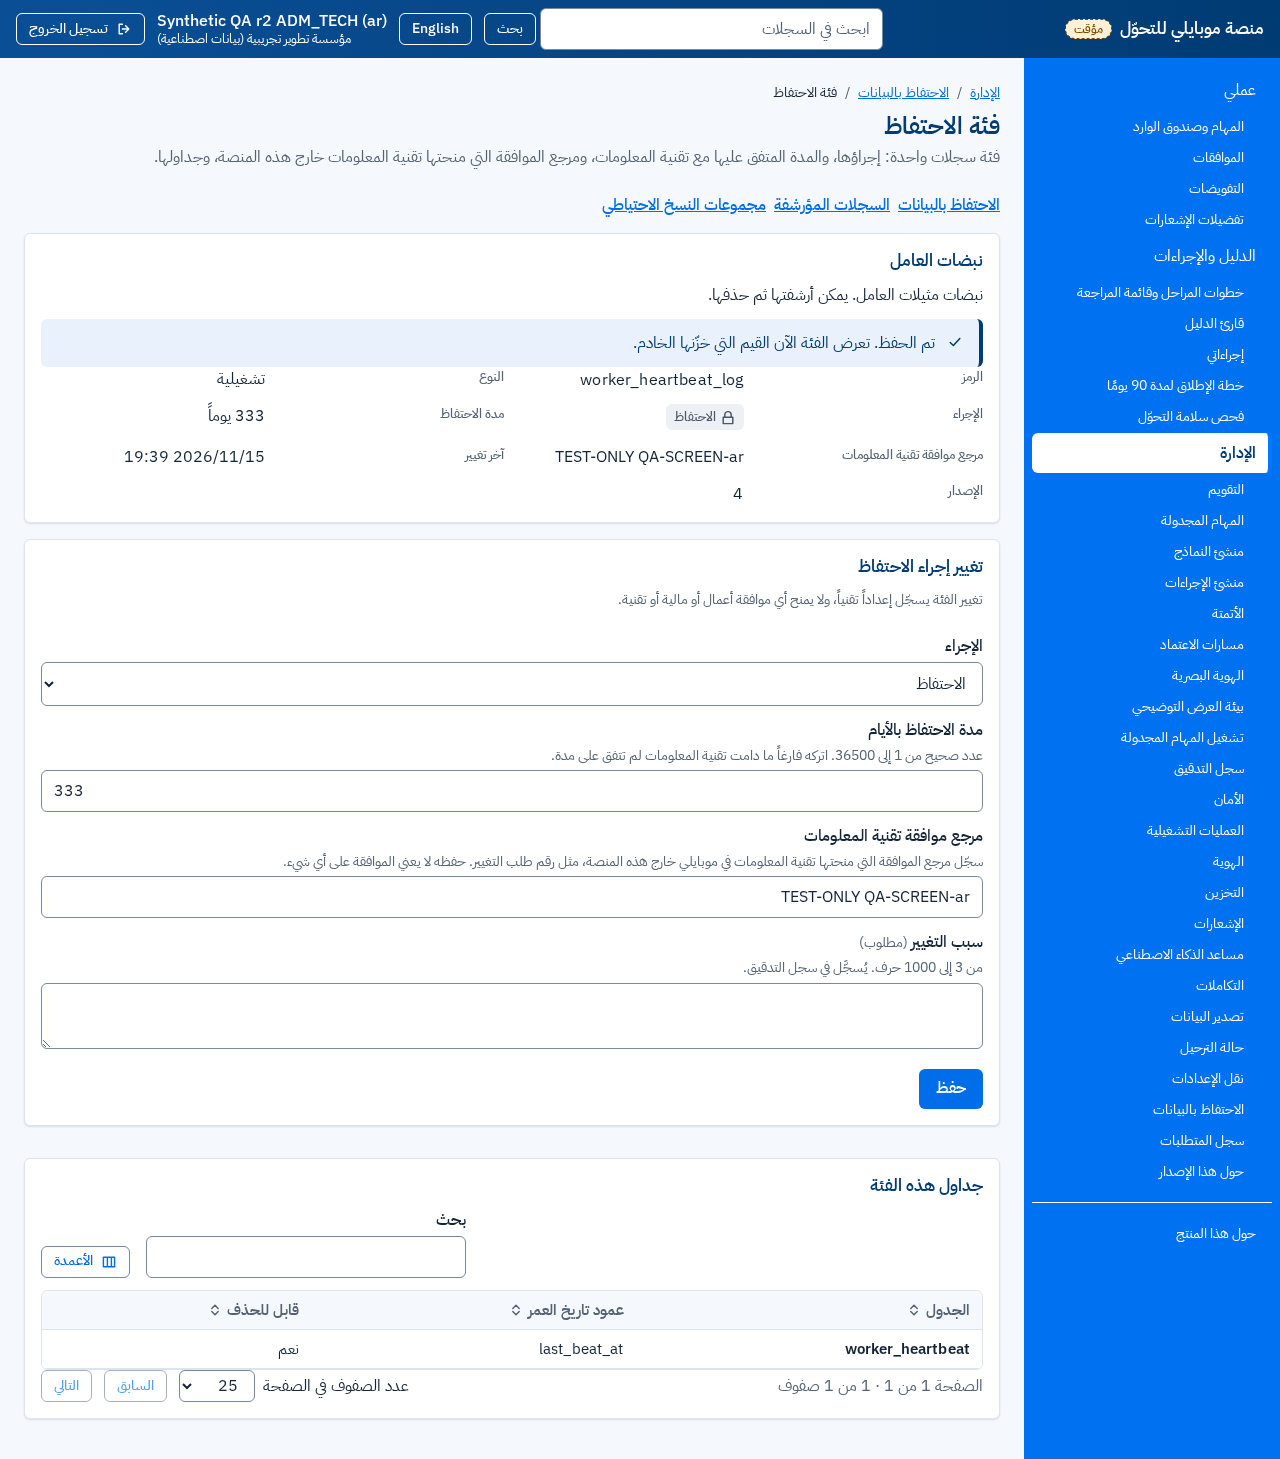 منصة موبايلي للتحوّل مؤقت
ابحث في السجلات
بحث
English
Synthetic QA r2 ADM_TECH (ar)
مؤسسة تطوير تجريبية (بيانات اصطناعية)
تسجيل الخروج
عملي
المهام وصندوق الوارد
الموافقات
التفويضات
تفضيلات الإشعارات
الدليل والإجراءات
خطوات المراحل وقائمة المراجعة
قارئ الدليل
إجراءاتي
خطة الإطلاق لمدة 90 يومًا
فحص سلامة التحوّل
الإدارة
التقويم
المهام المجدولة
منشئ النماذج
منشئ الإجراءات
الأتمتة
مسارات الاعتماد
الهوية البصرية
بيئة العرض التوضيحي
تشغيل المهام المجدولة
سجل التدقيق
الأمان
العمليات التشغيلية
الهوية
التخزين
الإشعارات
مساعد الذكاء الاصطناعي
التكاملات
تصدير البيانات
حالة الترحيل
نقل الإعدادات
الاحتفاظ بالبيانات
سجل المتطلبات
حول هذا الإصدار
حول هذا المنتج
الإدارة / الاحتفاظ بالبيانات / فئة الاحتفاظ
فئة الاحتفاظ
فئة سجلات واحدة: إجراؤها، والمدة المتفق عليها مع تقنية المعلومات، ومرجع الموافقة التي منحتها تقنية المعلومات خارج هذه المنصة، وجداولها.
الاحتفاظ بالبيانات السجلات المؤرشفة مجموعات النسخ الاحتياطي
نبضات العامل
نبضات مثيلات العامل. يمكن أرشفتها ثم حذفها.
تم الحفظ. تعرض الفئة الآن القيم التي خزّنها الخادم.
الرمز worker_heartbeat_log النوع تشغيلية
الإجراء الاحتفاظ مدة الاحتفاظ 333 يوماً
مرجع موافقة تقنية المعلومات TEST-ONLY QA-SCREEN-ar آخر تغيير 2026/11/15 19:39
الإصدار 4
تغيير إجراء الاحتفاظ
تغيير الفئة يسجّل إعداداً تقنياً، ولا يمنح أي موافقة أعمال أو مالية أو تقنية.
الإجراء
الاحتفاظ
مدة الاحتفاظ بالأيام
عدد صحيح من 1 إلى 36500. اتركه فارغاً ما دامت تقنية المعلومات لم تتفق على مدة.
333
مرجع موافقة تقنية المعلومات
سجّل مرجع الموافقة التي منحتها تقنية المعلومات في موبايلي خارج هذه المنصة، مثل رقم طلب التغيير. حفظه لا يعني الموافقة على أي شيء.
TEST-ONLY QA-SCREEN-ar
سبب التغيير (مطلوب)
من 3 إلى 1000 حرف. يُسجَّل في سجل التدقيق.
حفظ
جداول هذه الفئة
بحث
الأعمدة
الجدول عمود تاريخ العمر قابل للحذف
worker_heartbeat last_beat_at نعم
الصفحة 1 من 1 · 1 من 1 صفوف عدد الصفوف في الصفحة 25 السابق التالي